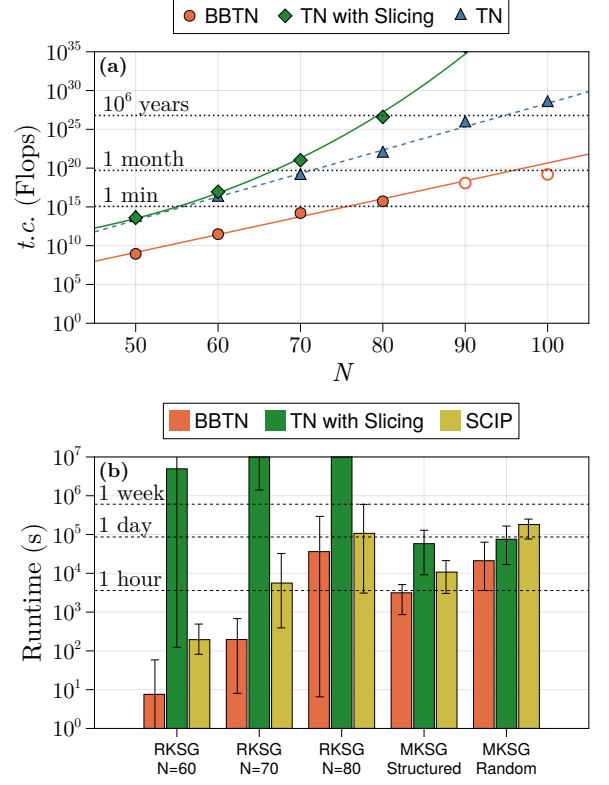 BBTN TN with Slicing TN
(a)
10^35
10^30
10^25
10^20
10^15
10^10
10^5
10^0
10^6 years
1 month
1 min
t.c. (Flops)
50 60 70 80 90 100
N
BBTN TN with Slicing SCIP
(b)
10^7
10^6
10^5
10^4
10^3
10^2
10^1
10^0
1 week
1 day
1 hour
Runtime (s)
RKSG RKSG RKSG MKSG MKSG
N=60 N=70 N=80 Structured Random